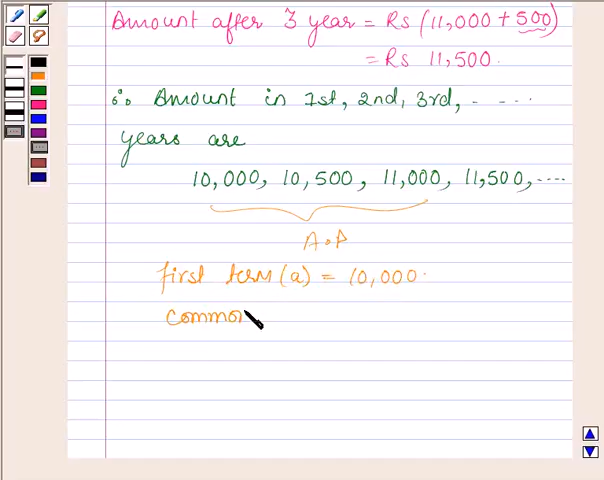 Amount after 3 year = Rs (11,000 + 500)
= Rs 11,500.
∴ Amount in 1st, 2nd, 3rd, - ----
years are
10,000, 10,500, 11,000, 11,500, ----
A.P
first term (a) = 10,000.
common